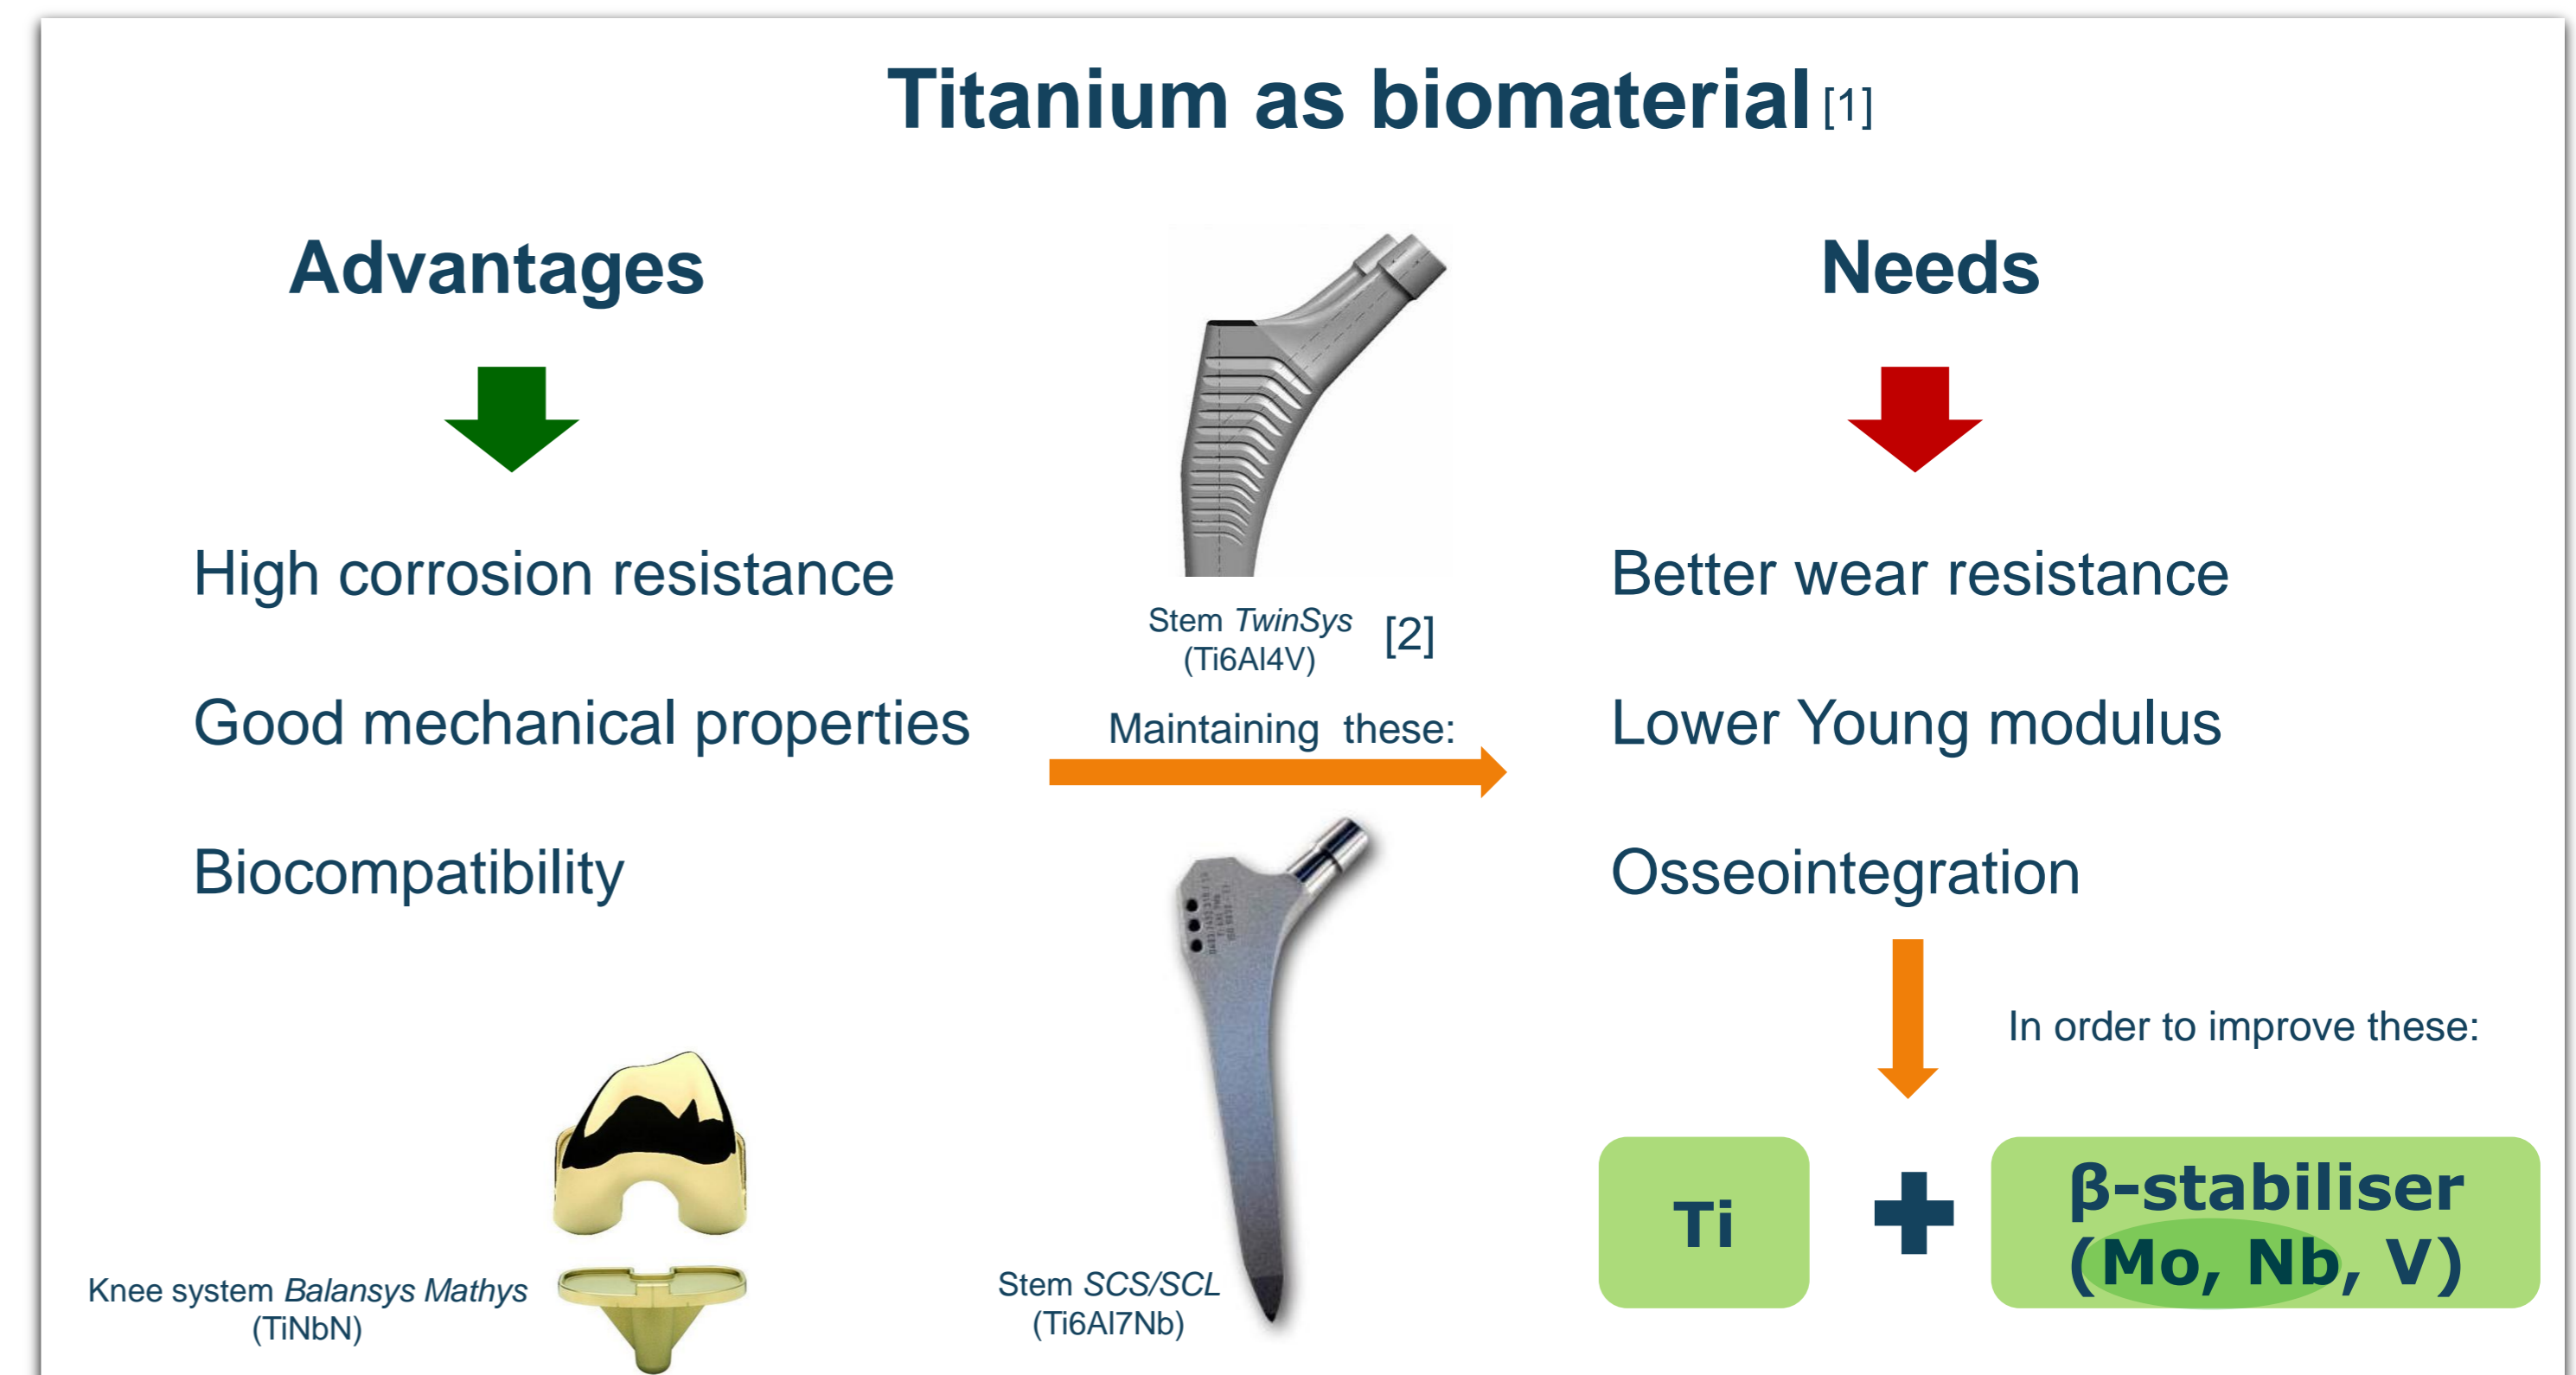 Titanium as biomaterial [1]
Advantages
Needs
High corrosion resistance
Good mechanical properties
Biocompatibility
Stem TwinSys [2]
(Ti6Al4V)
Maintaining these:
Better wear resistance
Lower Young modulus
Osseointegration
In order to improve these:
Ti
β-stabiliser
(Mo, Nb, V)
Knee system Balansys Mathys
(TiNbN)
Stem SCS/SCL
(Ti6Al7Nb)